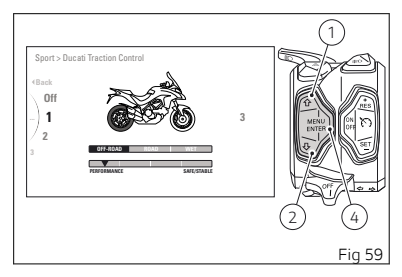 1
Sport > Ducati Traction Control
Back
Off
1
2
3
3
OFF-ROAD ROAD WET
PERFORMANCE SAFE/STABLE
MENU
ENTER
ON
OFF
RES
SET
OFF
2
4
Fig 59